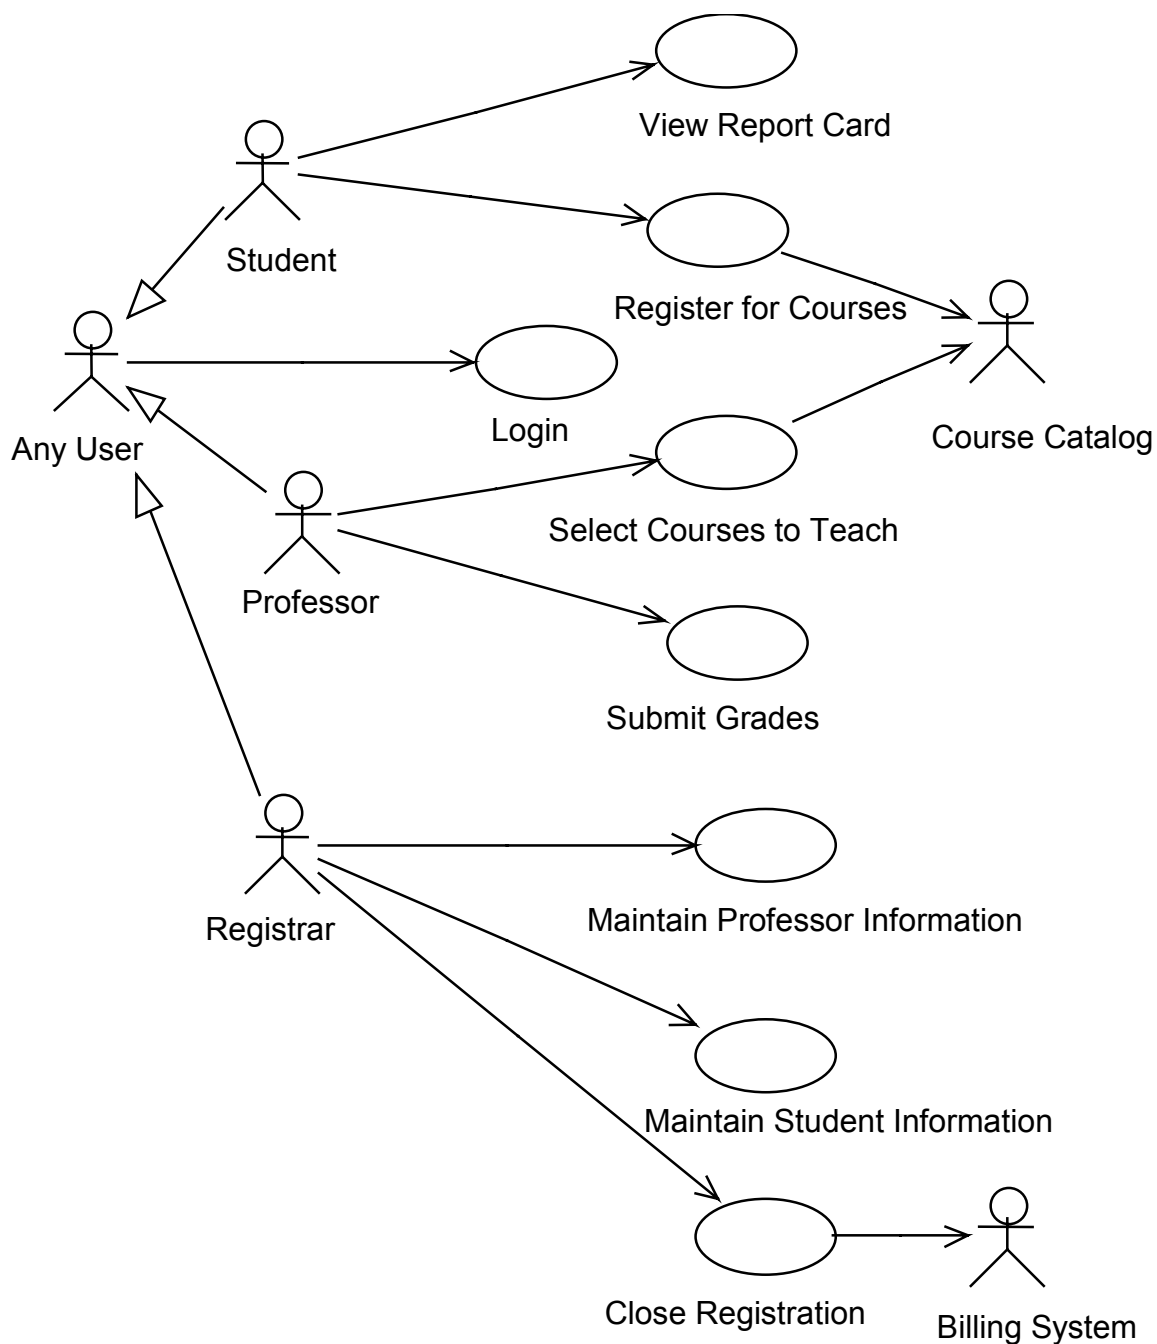 View Report Card
Student
Register for Courses
Login
Course Catalog
Any User
Select Courses to Teach
Professor
Submit Grades
Maintain Professor Information
Registrar
Maintain Student Information
Close Registration
Billing System